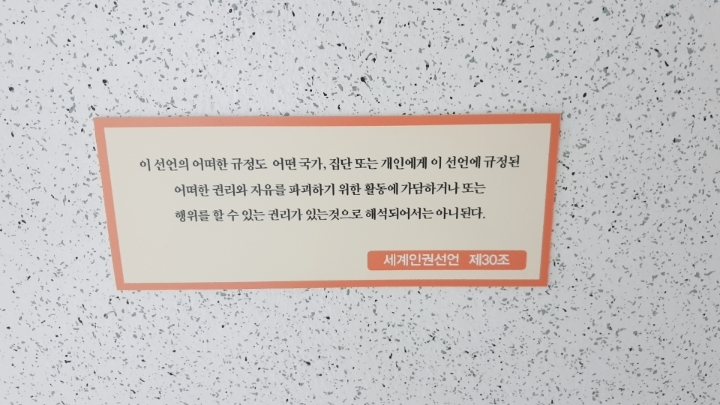 이 선언의 어떠한 규정도 어떤 국가, 집단 또는 개인에게 이 선언에 규정된
어떠한 권리와 자유를 파괴하기 위한 활동에 가담하거나 또는
행위를 할 수 있는 권리가 있는것으로 해석되어서는 아니된다.
세계인권선언 제30조